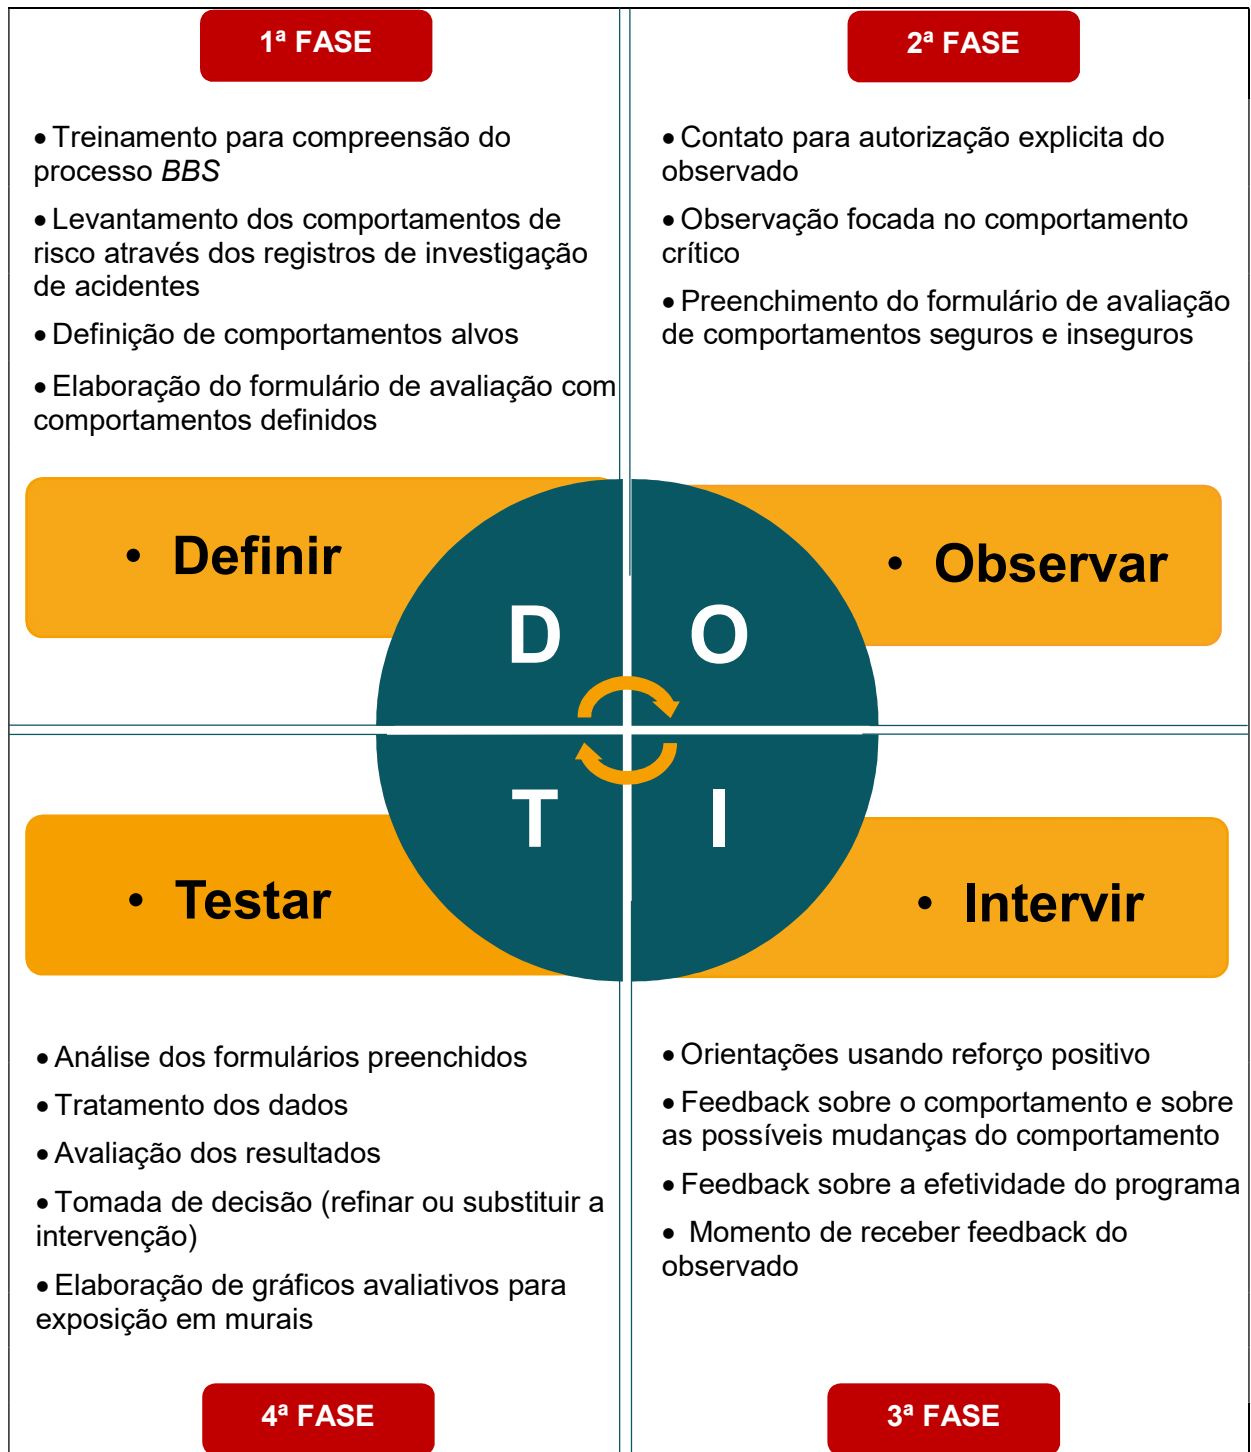 1ª FASE
• Treinamento para compreensão do
processo BBS
• Levantamento dos comportamentos de
risco através dos registros de investigação
de acidentes
• Definição de comportamentos alvos
• Elaboração do formulário de avaliação com
comportamentos definidos
• Definir
2ª FASE
• Contato para autorização explicita do
observado
• Observação focada no comportamento
crítico
• Preenchimento do formulário de avaliação
de comportamentos seguros e inseguros
• Observar
D
O
T
I
• Testar
• Análise dos formulários preenchidos
• Tratamento dos dados
• Avaliação dos resultados
• Tomada de decisão (refinar ou substituir a
intervenção)
• Elaboração de gráficos avaliativos para
exposição em murais
4ª FASE
• Intervir
• Orientações usando reforço positivo
• Feedback sobre o comportamento e sobre
as possíveis mudanças do comportamento
• Feedback sobre a efetividade do programa
• Momento de receber feedback do
observado
3ª FASE